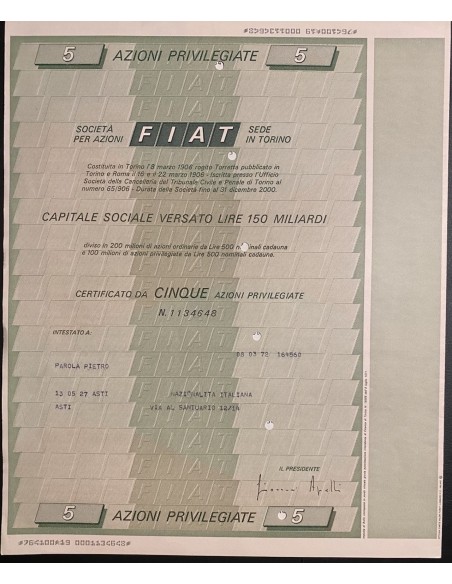 5 AZIONI PRIVILEGIATE 5
SOCIETÀ PER AZIONI
FIAT
SEDE IN TORINO
Costituita in Torino l'8 marzo 1906 rogito Torretta pubblicato in
Torino e Roma il 15 e il 22 marzo 1906 - Iscritta presso l'Ufficio
Società della Cancelleria del Tribunale Civile e Penale di Torino al
numero 65/906 - Durata della Società fino al 31 dicembre 2000.
CAPITALE SOCIALE VERSATO LIRE 150 MILIARDI
diviso in 200 milioni di azioni ordinarie da Lire 500 nominali cadauna
e 100 milioni di azioni privilegiate da Lire 500 nominali cadauna.
CERTIFICATO DA CINQUE AZIONI PRIVILEGIATE
N. 1134648
INTESTATO A:
PAROLA PIETRO
13 05 27 ASTI
ITALIANA
ASTI
VIA AL SANTUARIO 12/1A
IL PRESIDENTE
5 AZIONI PRIVILEGIATE 5